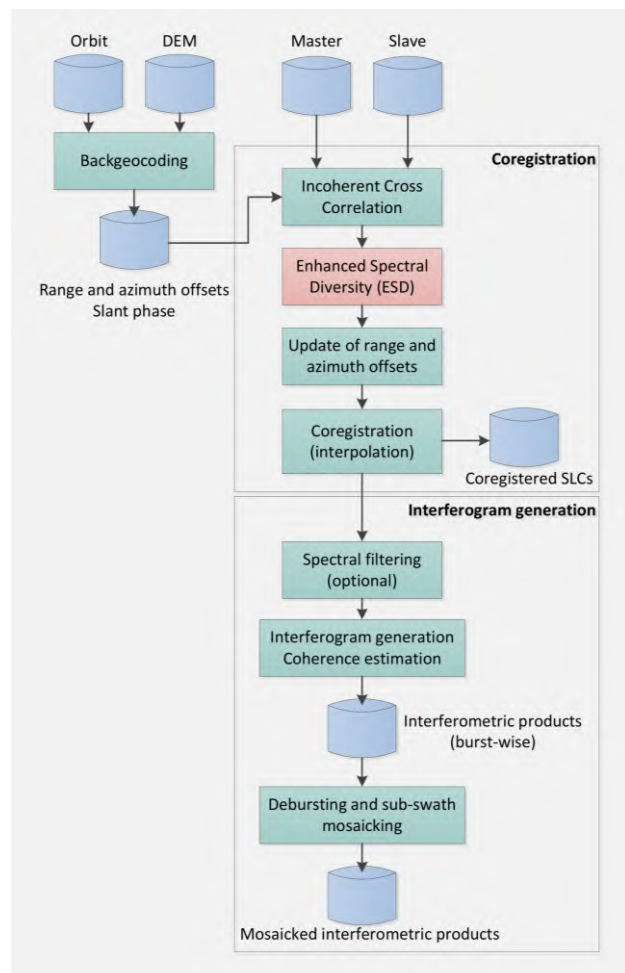 Orbit
DEM
Master
Slave
Backgeocoding
Coregistration
Incoherent Cross
Correlation
Range and azimuth offsets
Slant phase
Enhanced Spectral
Diversity (ESD)
Update of range and
azimuth offsets
Coregistration
(interpolation)
Coregistered SLCs
Interferogram generation
Spectral filtering
(optional)
Interferogram generation
Coherence estimation
Interferometric products
(burst-wise)
Debursting and sub-swath
mosaicking
Mosaicked interferometric products